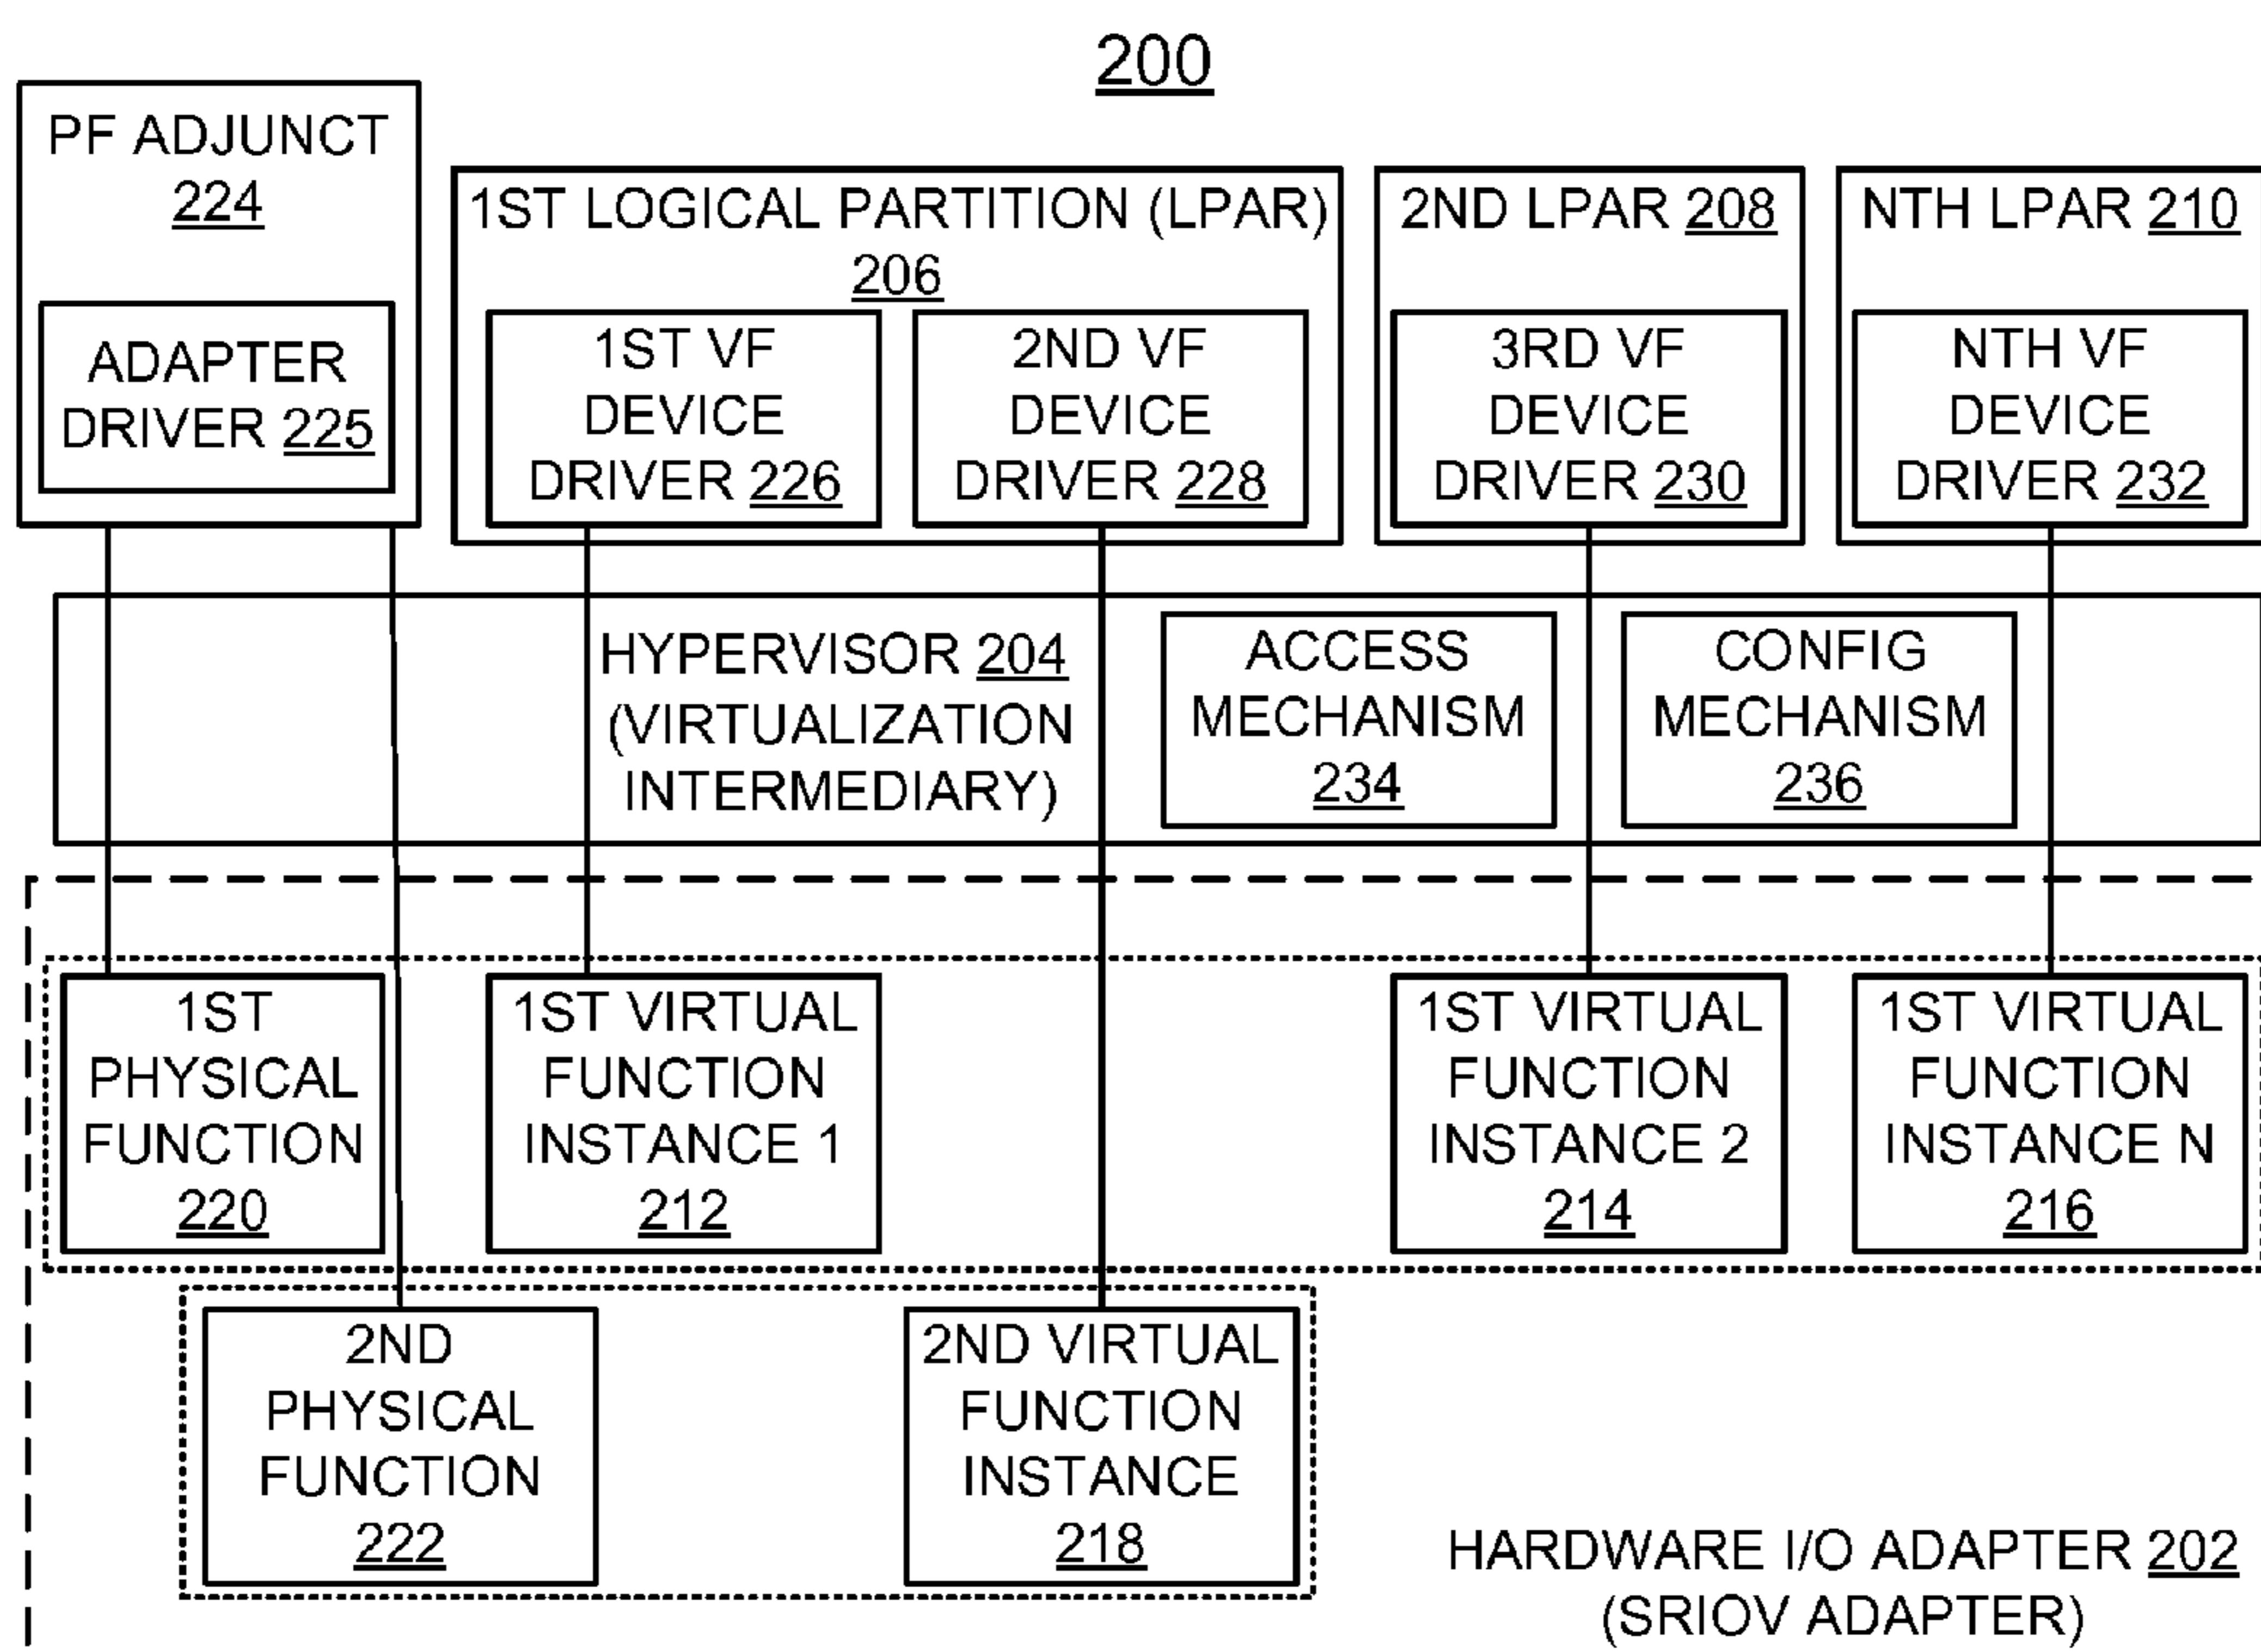 200
PF ADJUNCT
224
ADAPTER
DRIVER 225
1ST LOGICAL PARTITION (LPAR)
206
1ST VF
DEVICE
DRIVER 226
2ND VF
DEVICE
DRIVER 228
2ND LPAR 208
3RD VF
DEVICE
DRIVER 230
NTH LPAR 210
NTH VF
DEVICE
DRIVER 232
HYPERVISOR 204
(VIRTUALIZATION
INTERMEDIARY)
ACCESS
MECHANISM
234
CONFIG
MECHANISM
236
1ST
PHYSICAL
FUNCTION
220
1ST VIRTUAL
FUNCTION
INSTANCE 1
212
1ST VIRTUAL
FUNCTION
INSTANCE 2
214
1ST VIRTUAL
FUNCTION
INSTANCE N
216
2ND
PHYSICAL
FUNCTION
222
2ND VIRTUAL
FUNCTION
INSTANCE
218
HARDWARE I/O ADAPTER 202
(SRIOV ADAPTER)